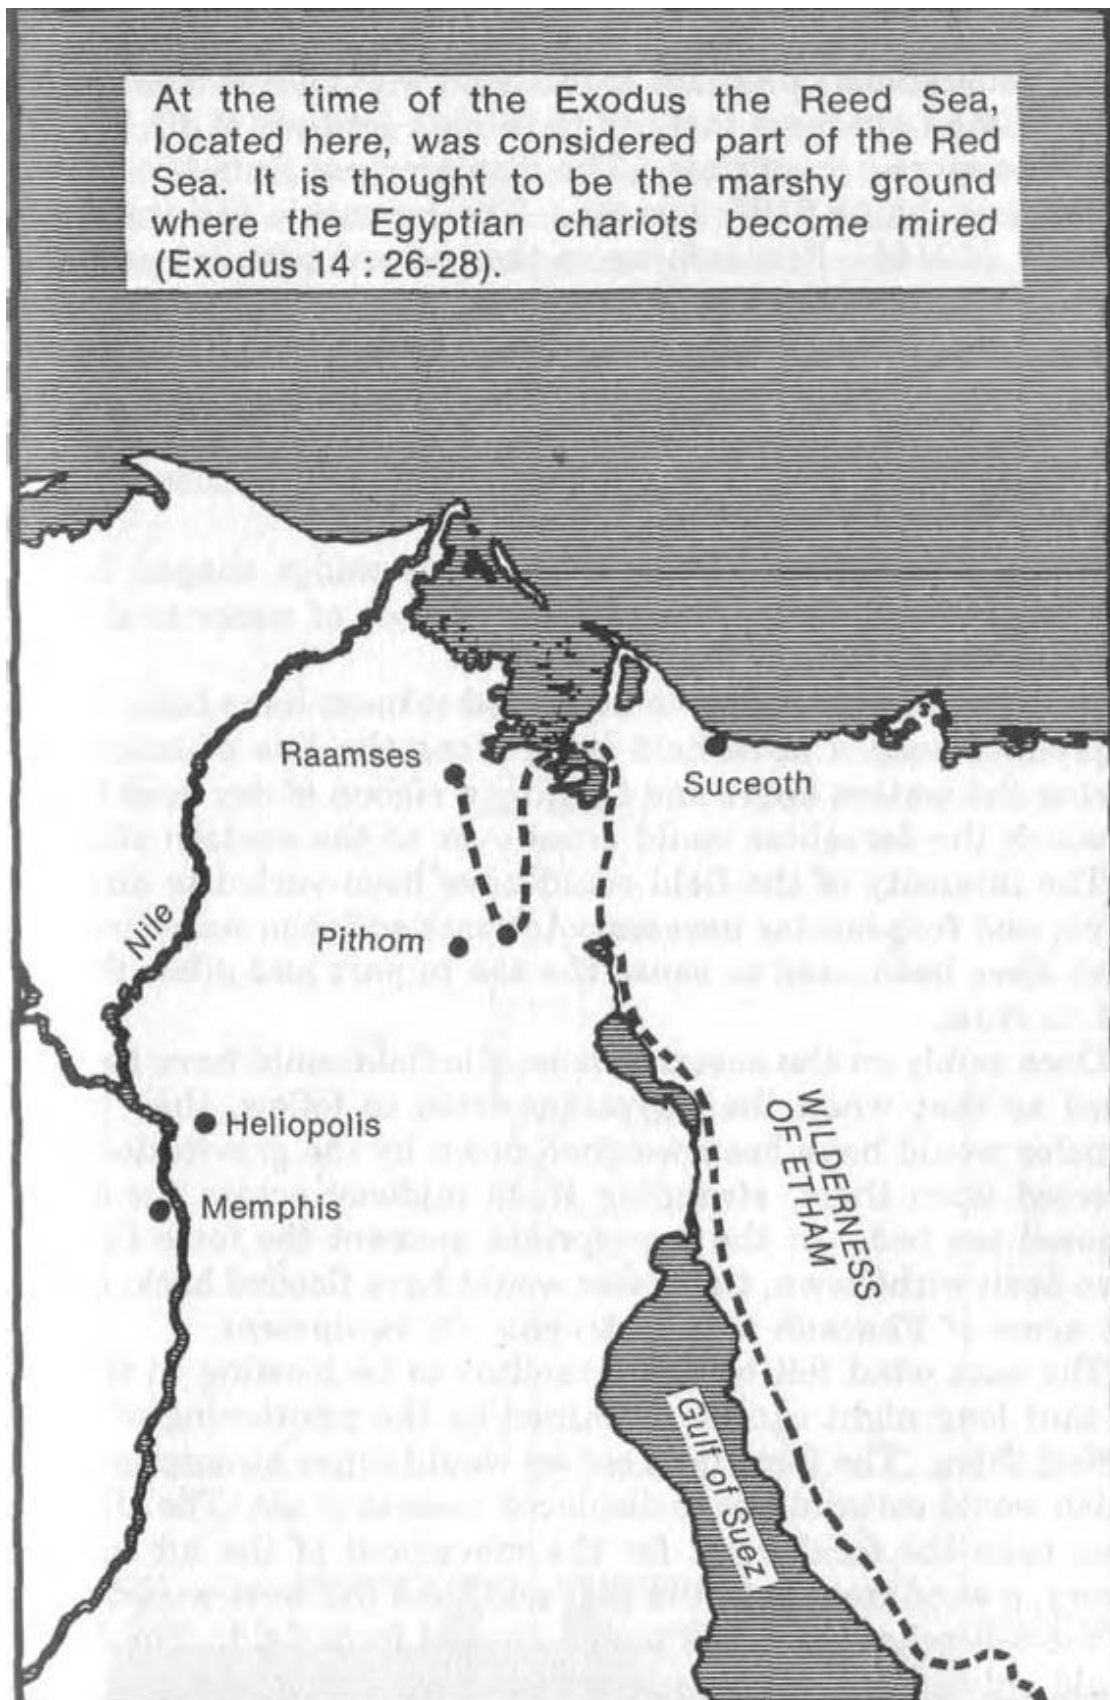 At the time of the Exodus the Reed Sea,
located here, was considered part of the Red
Sea. It is thought to be the marshy ground
where the Egyptian chariots become mired
(Exodus 14 : 26-28).
Raamses
Suceoth
Nile
Pithom
Heliopolis
WILDERNESS
OF ETHAM
Memphis
Gulf of Suez